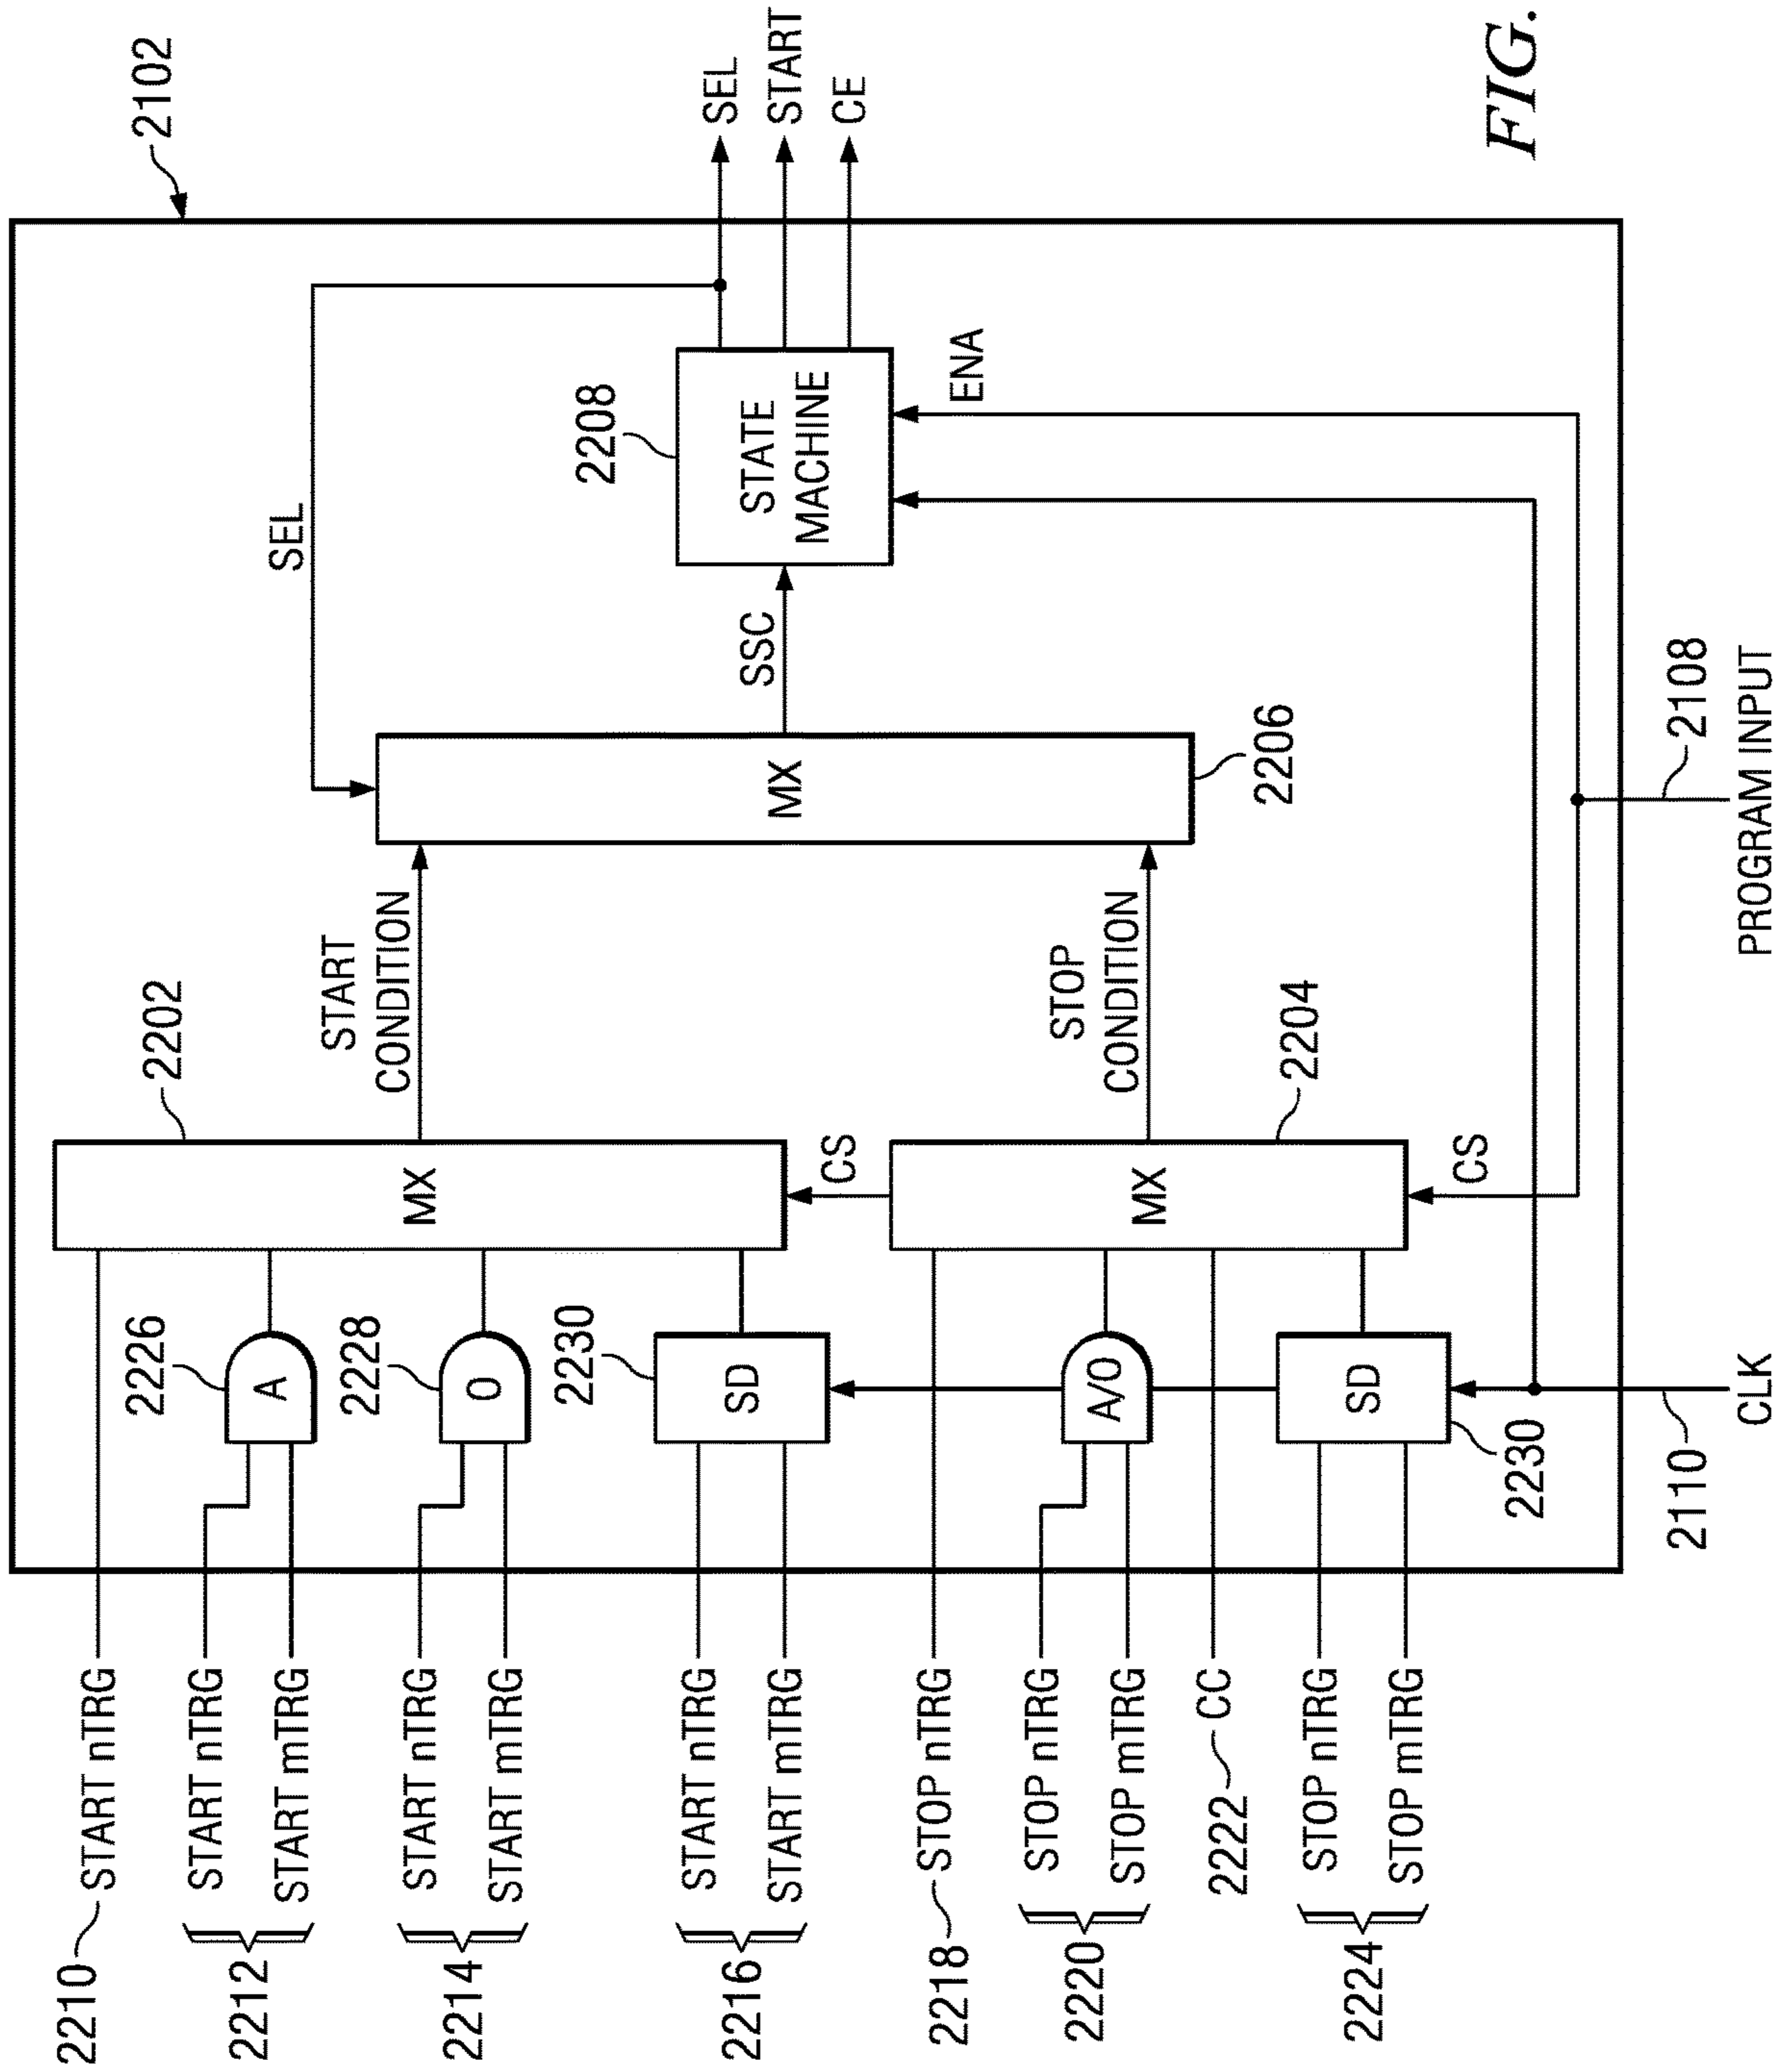 2102
2210 START nTRG
2212
START nTRG
START mTRG
2226
A
2214
START nTRG
START mTRG
2228
O
2216
START nTRG
START mTRG
2230
SD
2202
MX
CS
START
CONDITION
2218 STOP nTRG
2220
STOP nTRG
STOP mTRG
A/O
2222 CC
2224
STOP nTRG
STOP mTRG
2230
SD
2204
MX
CS
STOP
CONDITION
SEL
MX
2206
SSC
2208
STATE
MACHINE
ENA
SEL
START
CE
2110
CLK
2108
PROGRAM INPUT
FIG.